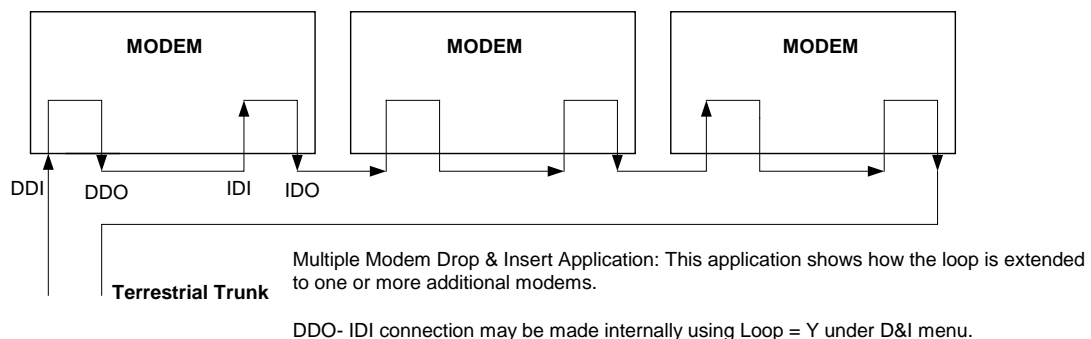 MODEM MODEM MODEM
DDI DDO IDI IDO
Terrestrial Trunk
Multiple Modem Drop & Insert Application: This application shows how the loop is extended
to one or more additional modems.
DDO- IDI connection may be made internally using Loop = Y under D&I menu.